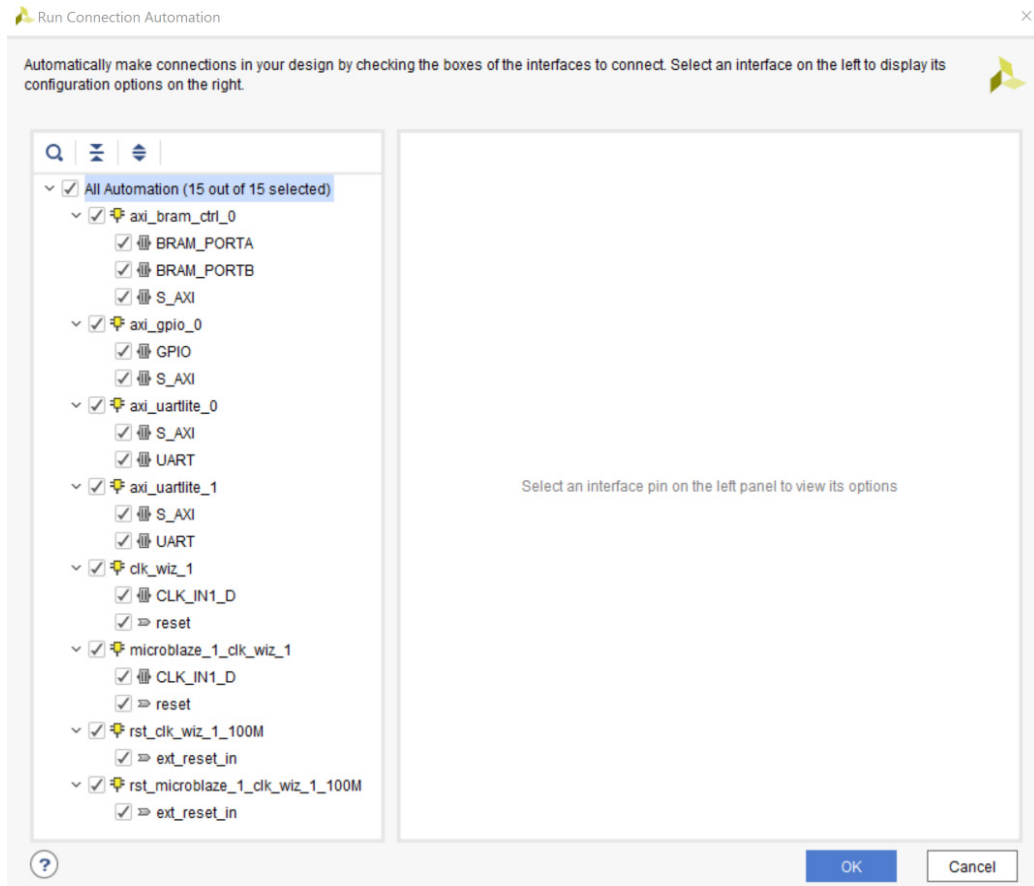 Run Connection Automation
Automatically make connections in your design by checking the boxes of the interfaces to connect. Select an interface on the left to display its
configuration options on the right.
All Automation (15 out of 15 selected)
axi_bram_ctrl_0
BRAM_PORTA
BRAM_PORTB
S_AXI
axi_gpio_0
GPIO
S_AXI
axi_uartlite_0
S_AXI
UART
axi_uartlite_1
S_AXI
UART
clk_wiz_1
CLK_IN1_D
reset
microblaze_1_clk_wiz_1
CLK_IN1_D
reset
rst_clk_wiz_1_100M
ext_reset_in
rst_microblaze_1_clk_wiz_1_100M
ext_reset_in
Select an interface pin on the left panel to view its options
?
OK
Cancel